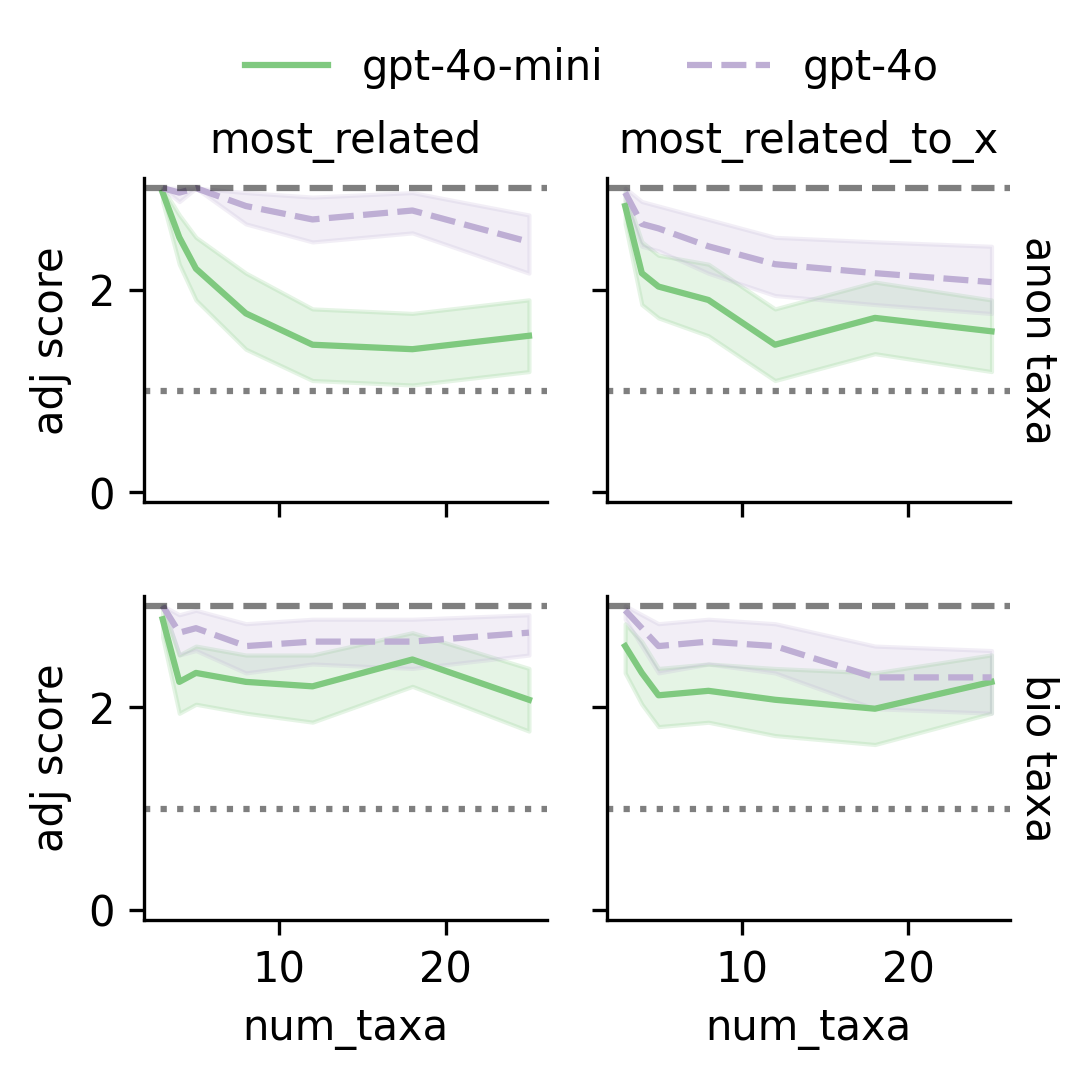 gpt-4o-mini gpt-4o
most_related most_related_to_x
adj score
2
0
anon taxa
adj score
2
0
bio taxa
10 20 10 20
num_taxa num_taxa